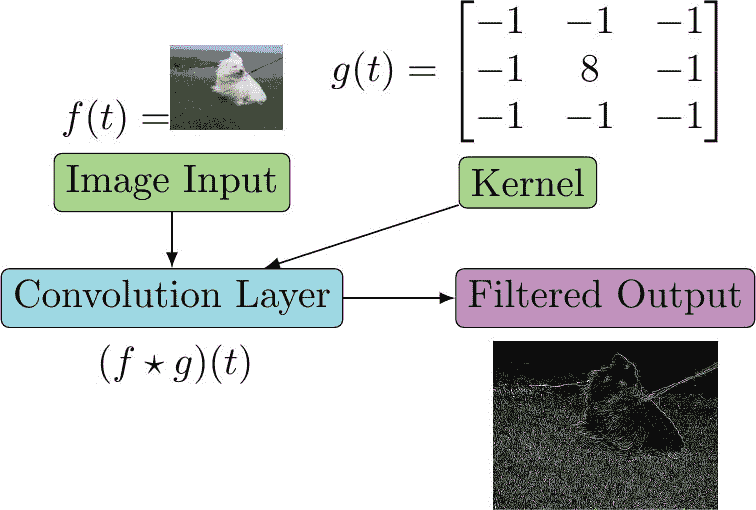 f(t) =
g(t) = [−1 −1 −1
−1 8 −1
−1 −1 −1]
Image Input
Kernel
Convolution Layer
Filtered Output
(f ⋆ g)(t)